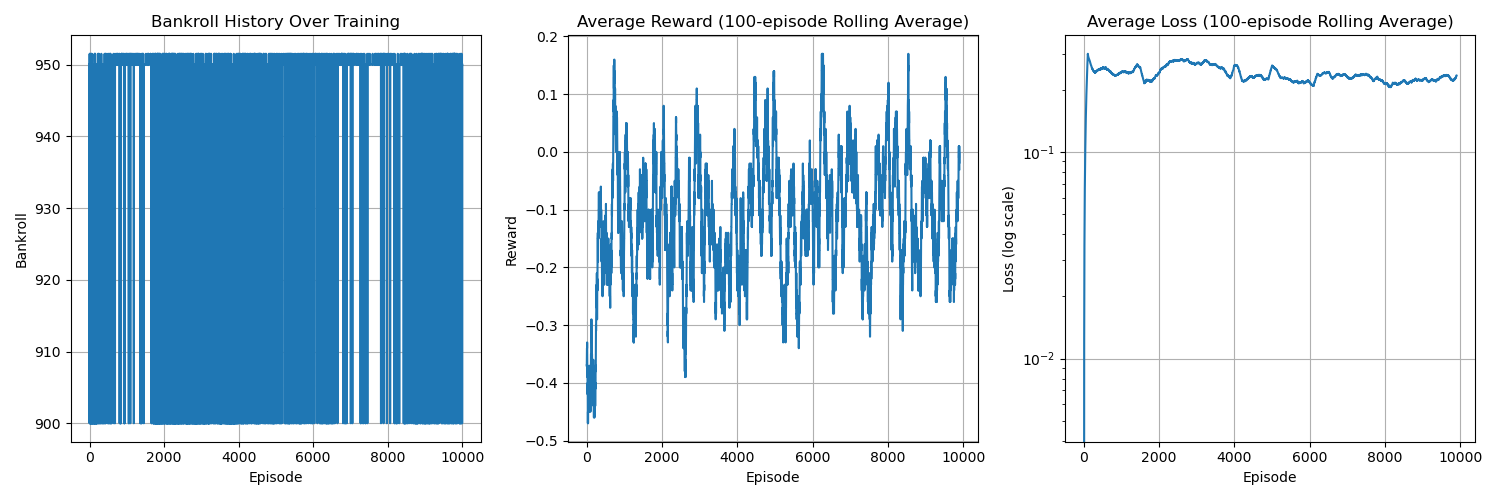 Bankroll History Over Training
950
940
930
920
910
900
Bankroll
0 2000 4000 6000 8000 10000
Episode
Average Reward (100-episode Rolling Average)
0.2
0.1
0.0
−0.1
−0.2
−0.3
−0.4
−0.5
Reward
0 2000 4000 6000 8000 10000
Episode
Average Loss (100-episode Rolling Average)
10⁻¹
10⁻²
Loss (log scale)
0 2000 4000 6000 8000 10000
Episode